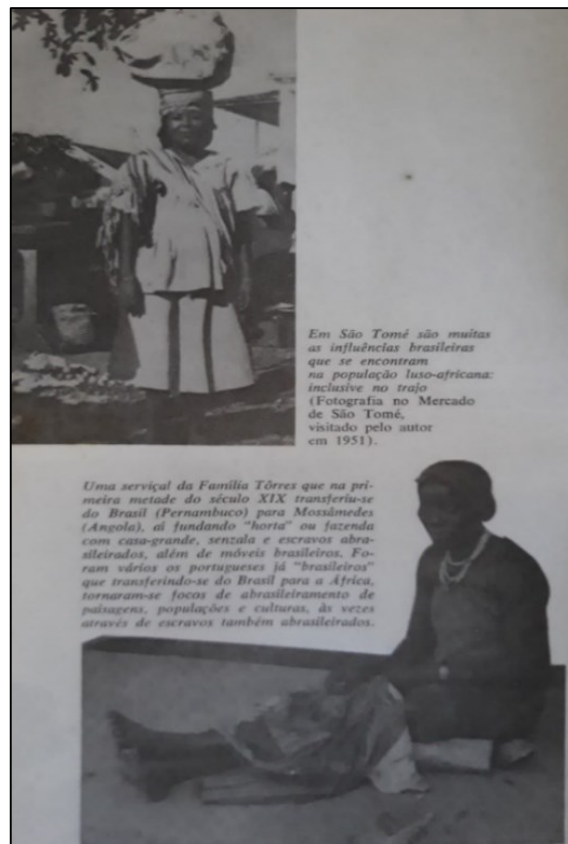 Em São Tomé são muitas
as influências brasileiras
que se encontram
na população luso-africana:
inclusive no trajo
(Fotografia no Mercado
de São Tomé,
visitado pelo autor
em 1951).
Uma serviçal da Família Tôrres que na pri-
meira metade do século XIX transferiu-se
do Brasil (Pernambuco) para Mossâmedes
(Angola), aí fundando "horta" ou fazenda
com casa-grande, senzala e escravos abra-
sileirados, além de móveis brasileiros. Fo-
ram vários os portugueses já "brasileiros"
que transferindo-se do Brasil para a África,
tornaram-se focos de abrasileiramento de
paisagens, populações e culturas, às vezes
através de escravos também abrasileirados.